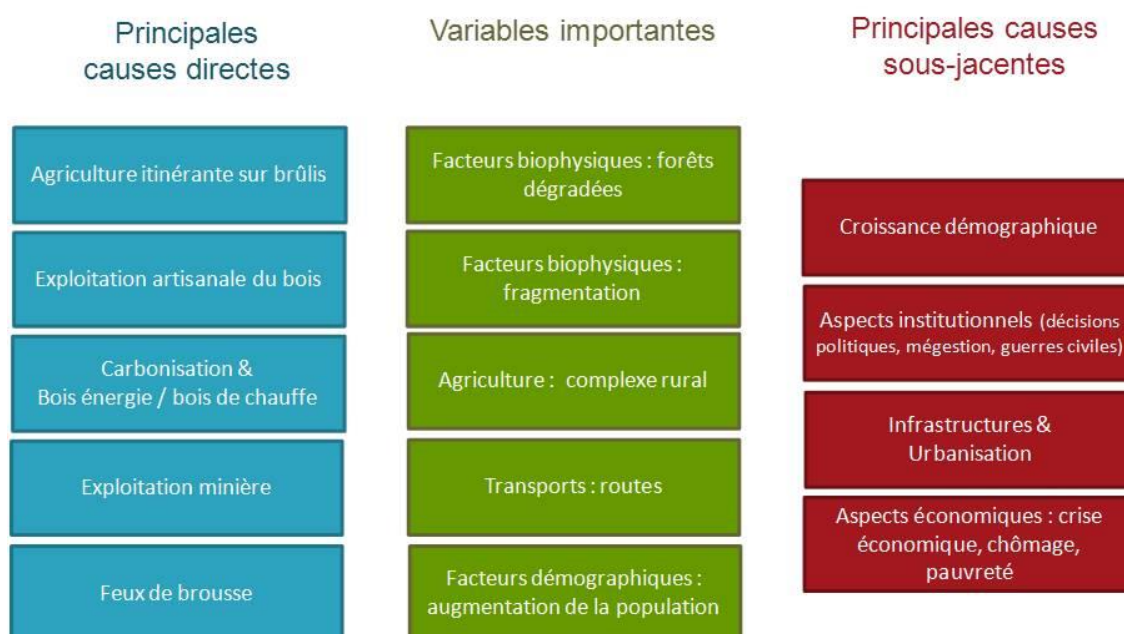 Principales
causes directes
Agriculture itinérante sur brûlis
Exploitation artisanale du bois
Carbonisation &
Bois énergie / bois de chauffe
Exploitation minière
Feux de brousse
Variables importantes
Facteurs biophysiques : forêts
dégradées
Facteurs biophysiques :
fragmentation
Agriculture : complexe rural
Transports : routes
Facteurs démographiques :
augmentation de la population
Principales causes
sous-jacentes
Croissance démographique
Aspects institutionnels (décisions
politiques, mégestion, guerres civiles)
Infrastructures &
Urbanisation
Aspects économiques : crise
économique, chômage,
pauvreté